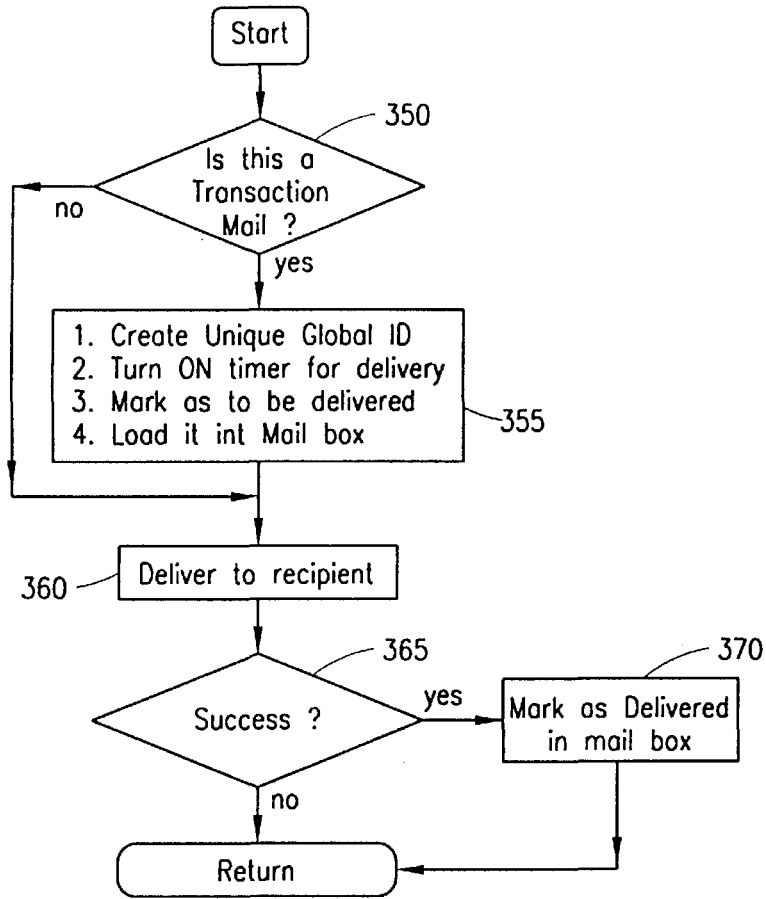 Start
350
Is this a
Transaction
Mail ?
no
yes
1. Create Unique Global ID
2. Turn ON timer for delivery
3. Mark as to be delivered
4. Load it int Mail box
355
Deliver to recipient
360
365
370
Success ?
yes
Mark as Delivered
in mail box
no
Return